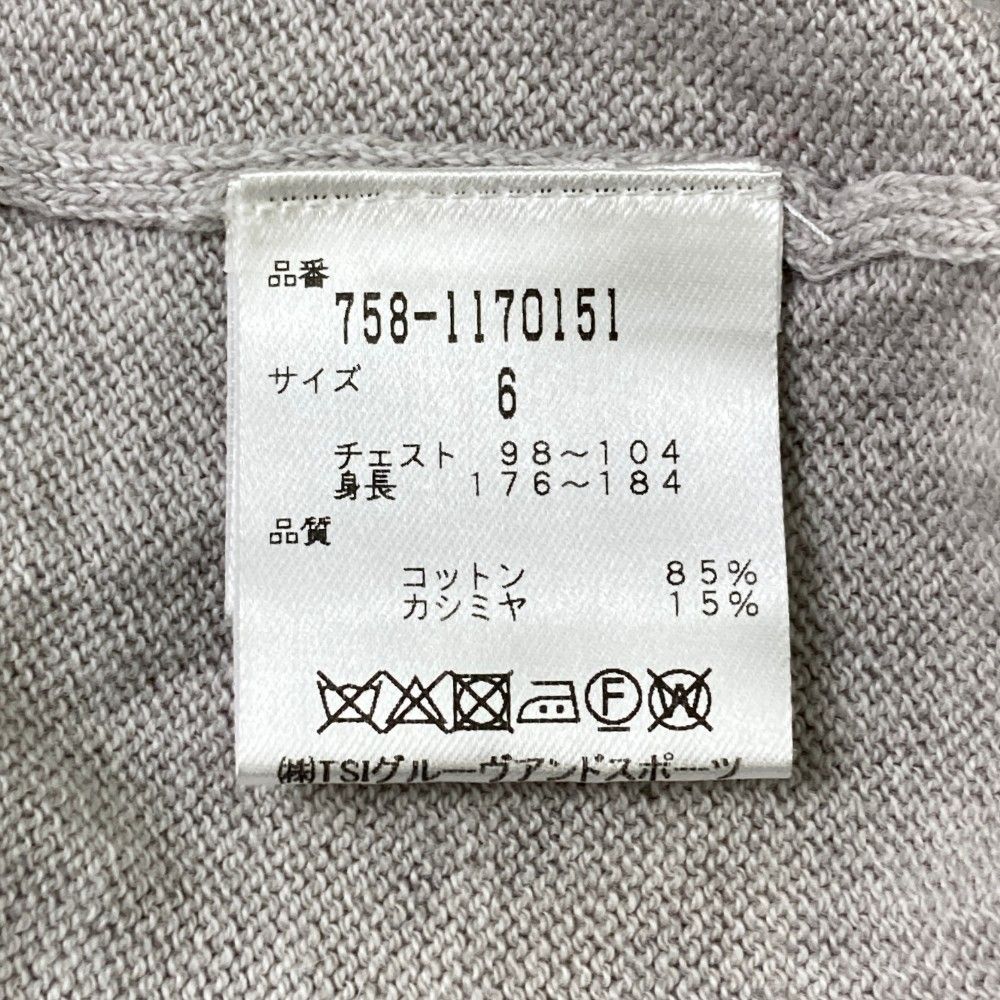 品番
758-1170151
サイズ 6
チェスト 98～104
身長 176～184
品質
コットン 85%
カシミヤ 15%
F W
㈱TSIグルーヴアンドスポーツ